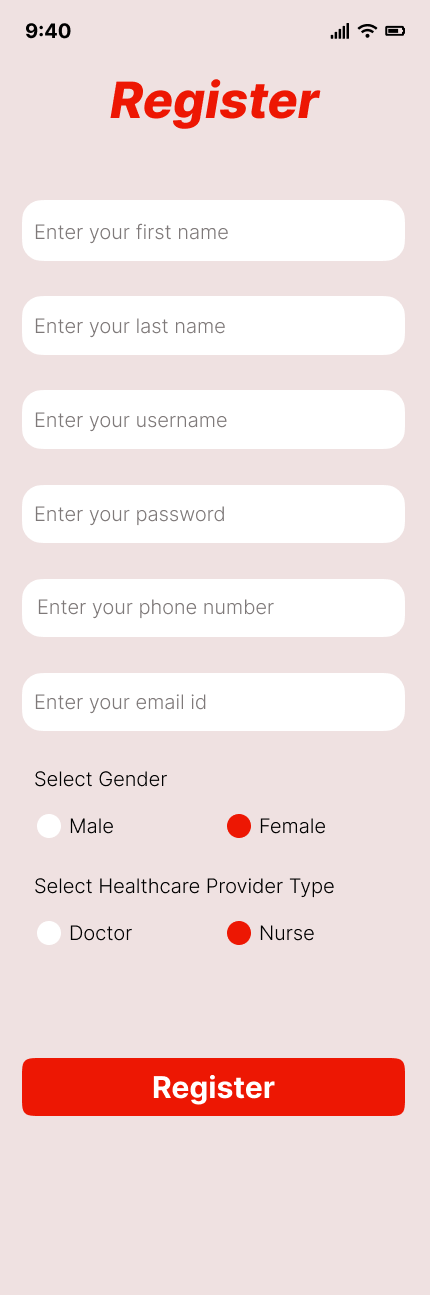 9:40
Register
Enter your first name
Enter your last name
Enter your username
Enter your password
Enter your phone number
Enter your email id
Select Gender
Male Female
Select Healthcare Provider Type
Doctor Nurse
Register